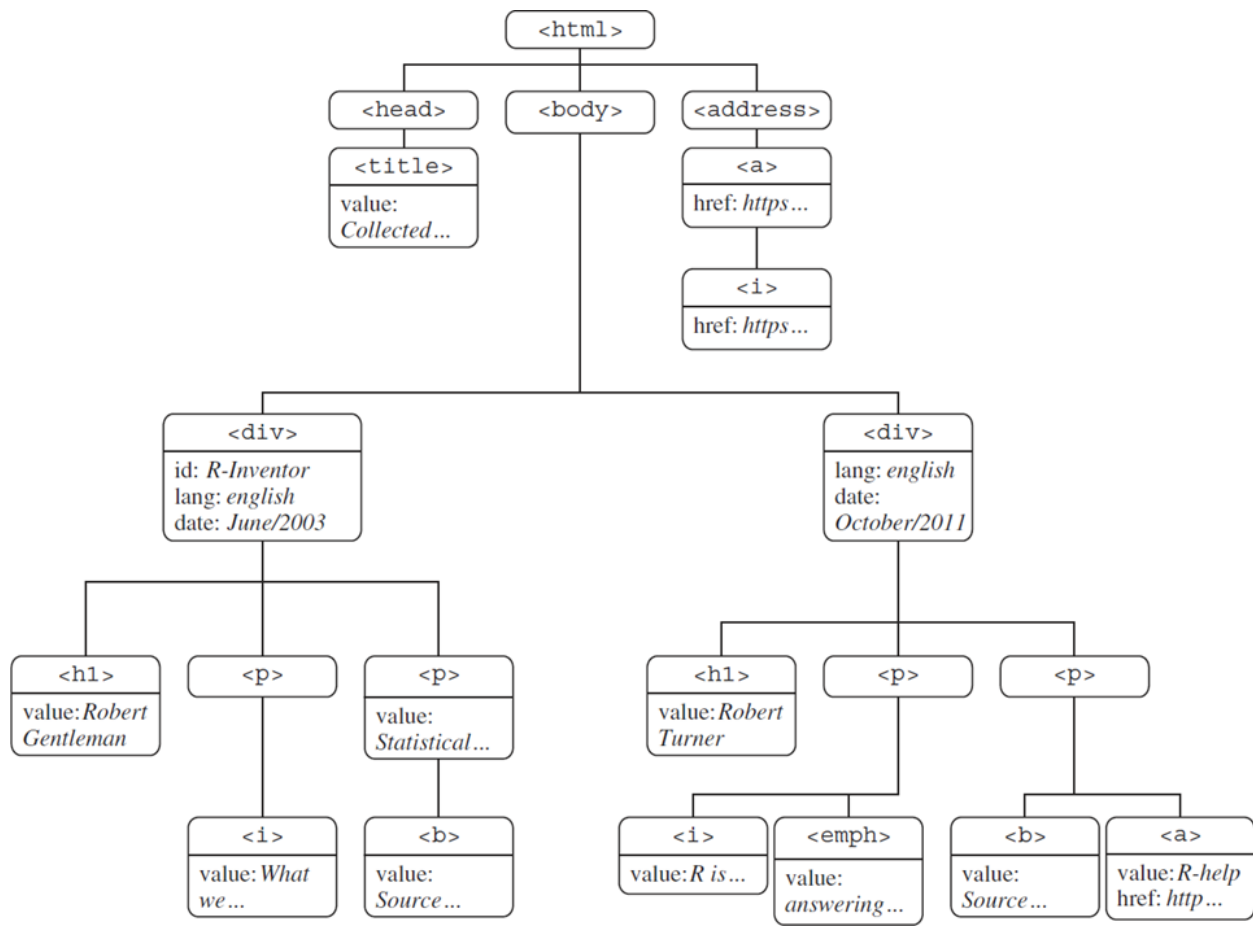 <html>
<head>
<body>
<address>
<title>
value:
Collected...
<a>
href: https...
<i>
href: https...
<div>
id: R-Inventor
lang: english
date: June/2003
<div>
lang: english
date:
October/2011
<h1>
value: Robert
Gentleman
<p>
<p>
value:
Statistical...
<h1>
value: Robert
Turner
<p>
<p>
<i>
value: What
we...
<b>
value:
Source...
<i>
value: R is...
<emph>
value:
answering...
<b>
value:
Source...
<a>
value: R-help
href: http...